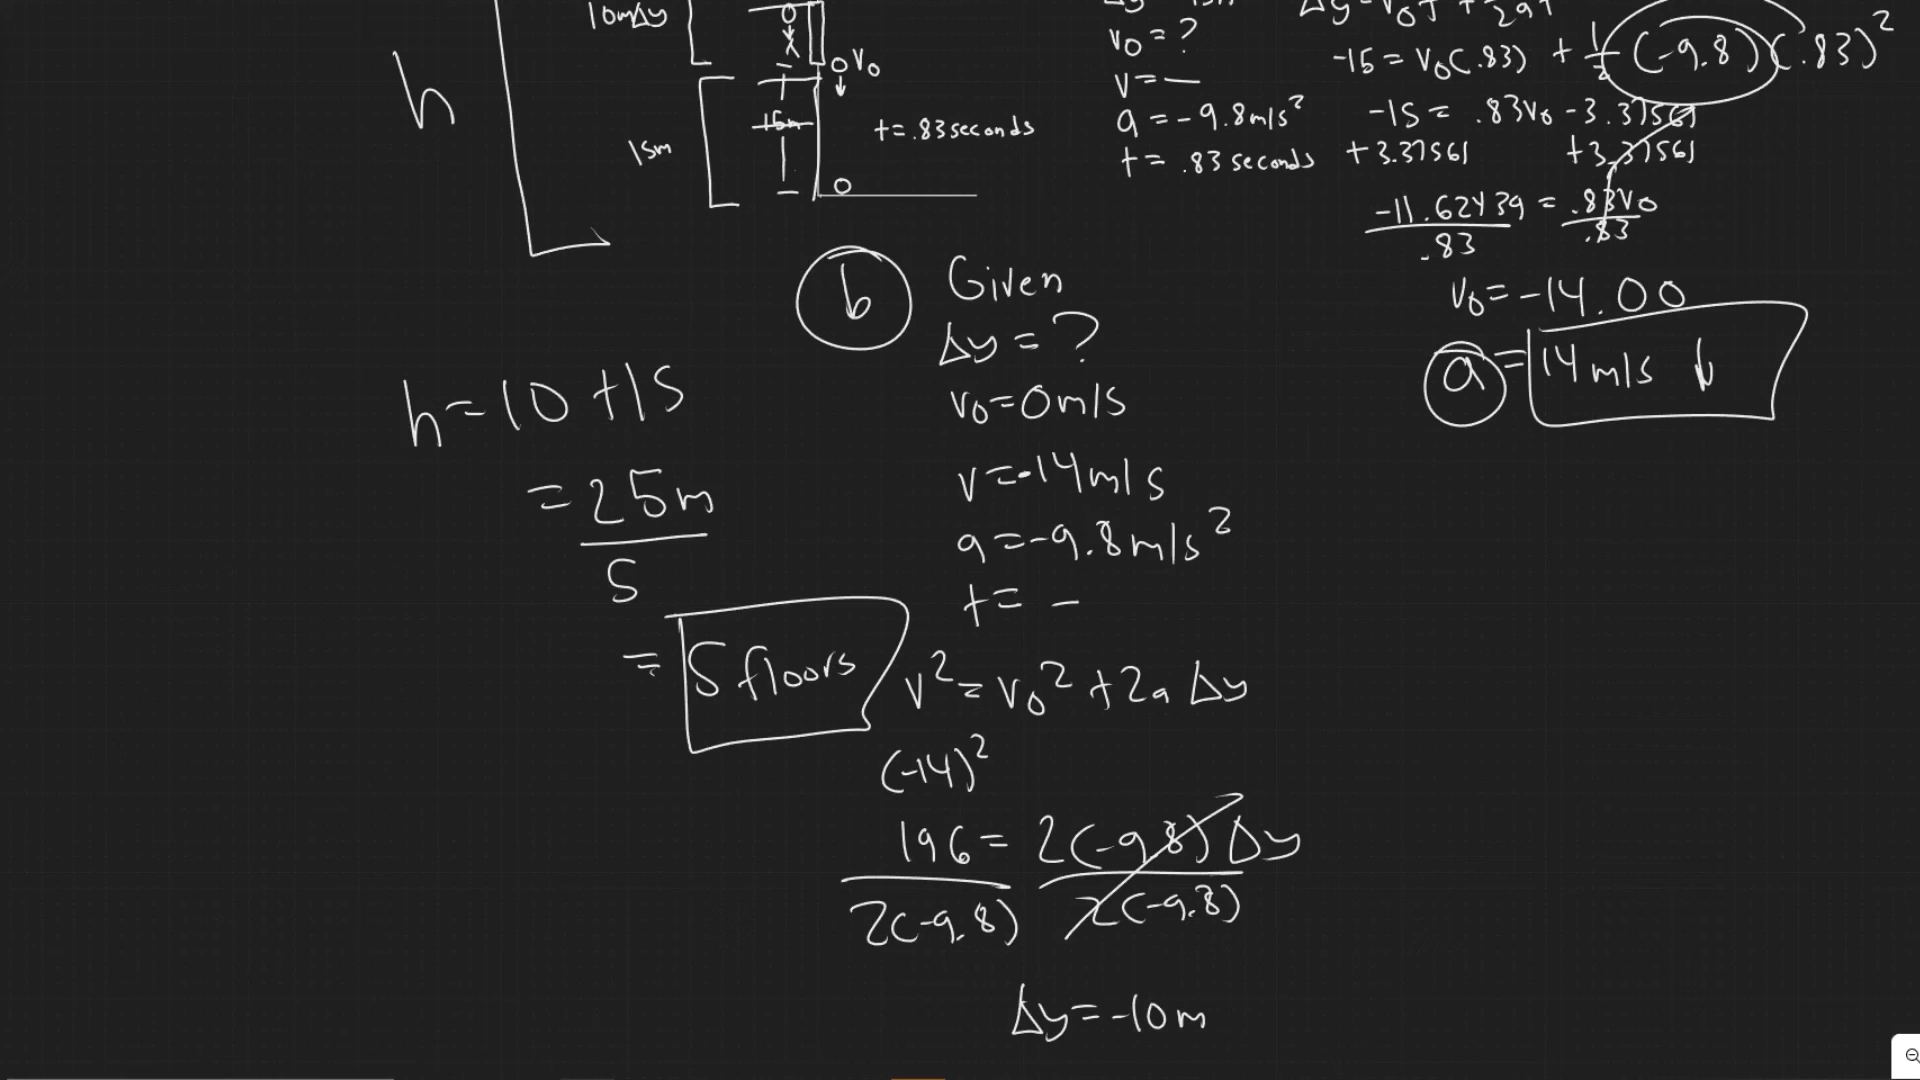 10mΔy
v₀
h
15m
15m
t=.83seconds
v₀=?
v=—
a=-9.8m/s²
t=.83 seconds
-15=v₀(.83)+½(-9.8)(.83)²
-15=.83v₀-3.37561
+3.37561 +3.37561
-11.62439=.83v₀
.83 .83
v₀=-14.00
a=14m/s ↓
b
Given
Δy=?
v₀=0m/s
v=-14m/s
a=-9.8m/s²
t=-
v²=v₀²+2aΔy
(-14)²
196=2(-9.8)Δy
2(-9.8) 2(-9.8)
Δy=-10m
h=10+15
=25m
5
=5 floors